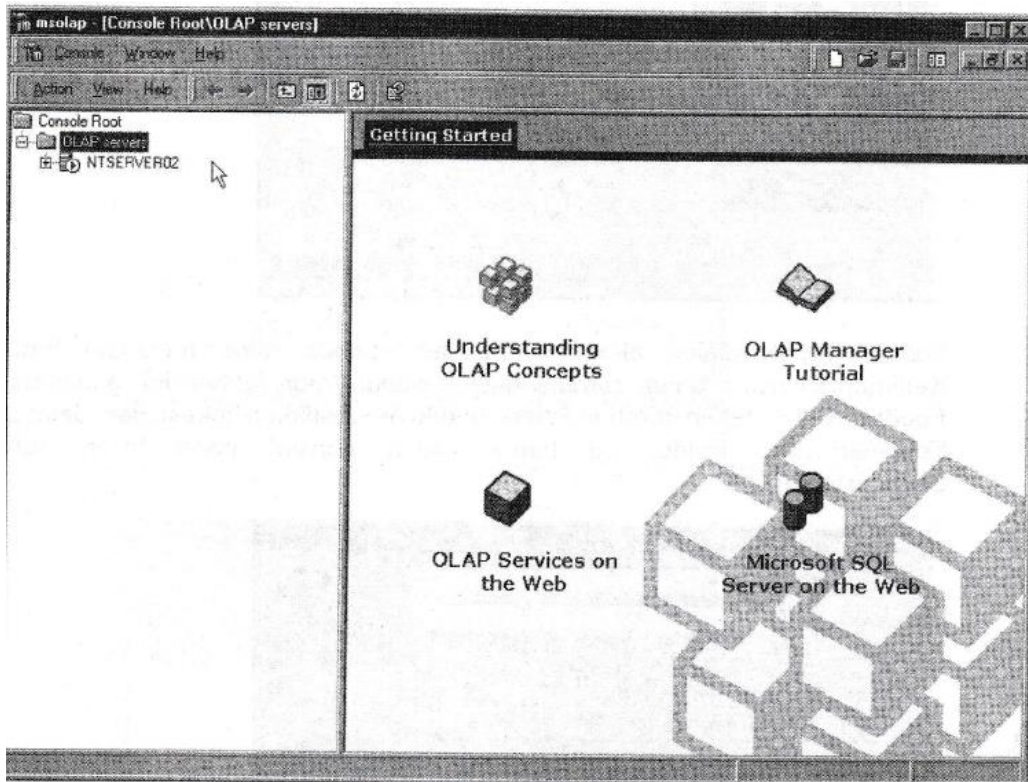 msolap - [Console Root\OLAP servers]
Console Window Help
Action View Help
Console Root
OLAP servers
NTSERVER02
Getting Started
Understanding
OLAP Concepts
OLAP Manager
Tutorial
OLAP Services on
the Web
Microsoft SQL
Server on the Web